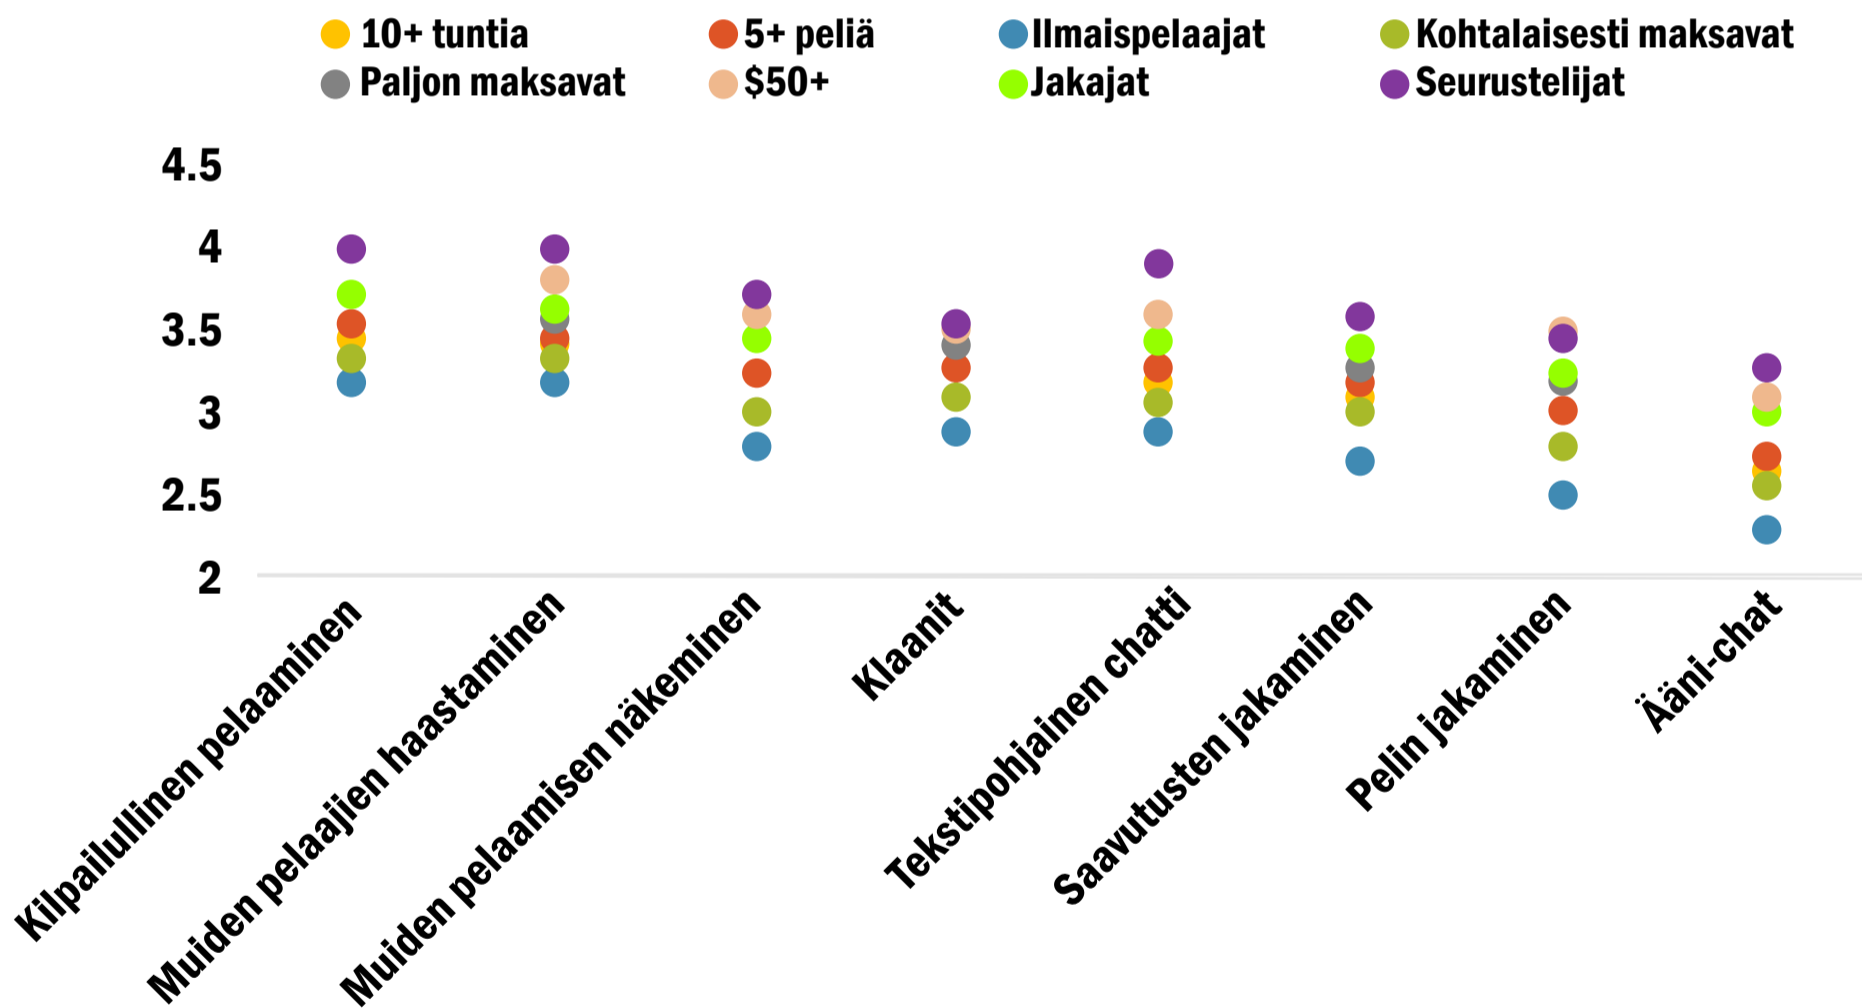 10+ tuntia 5+ peliä Ilmaispelaajat Kohtalaisesti maksavat
Paljon maksavat $50+ Jakajat Seurustelijat
4.5
4
3.5
3
2.5
2
Kilpailullinen pelaaminen
Muiden pelaajien haastaminen
Muiden pelaamisen näkeminen
Klaanit
Tekstipohjainen chatti
Saavutusten jakaminen
Pelin jakaminen
Ääni-chat